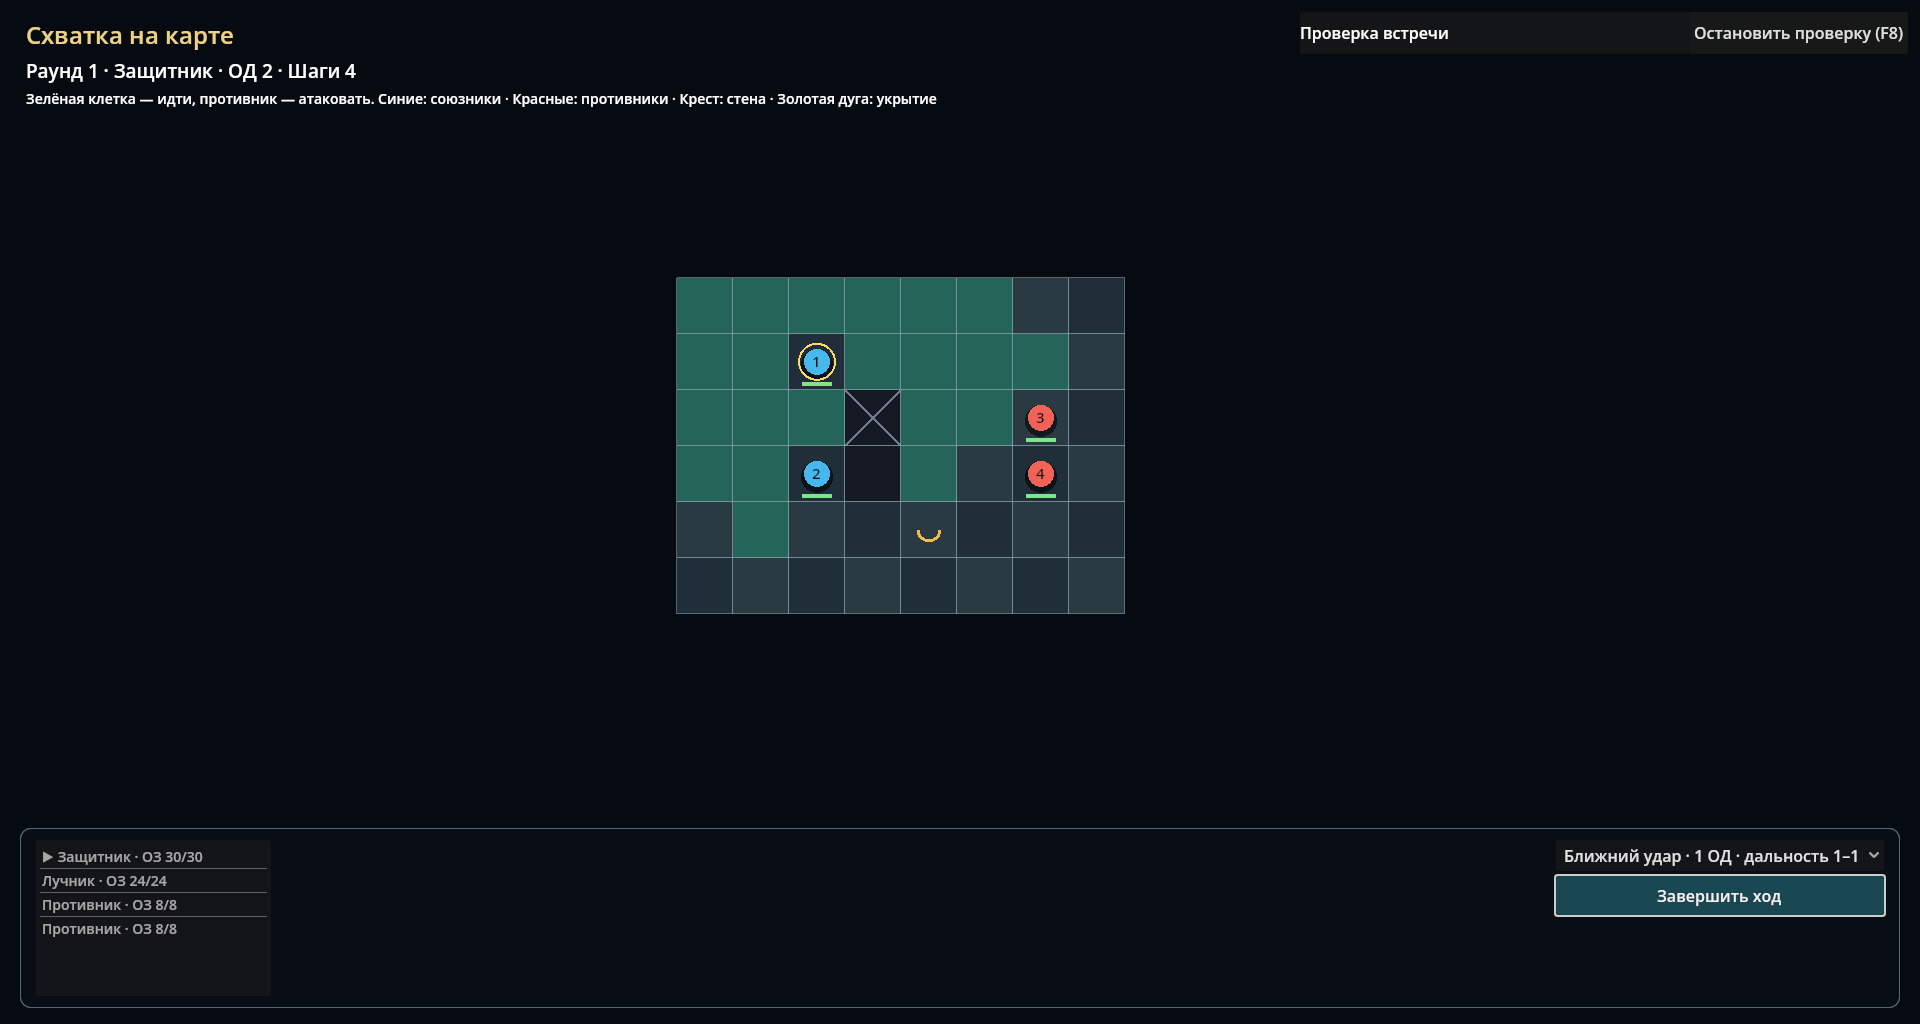 Схватка на карте
Проверка встречи
Остановить проверку (F8)
Раунд 1 · Защитник · ОД 2 · Шаги 4
Зелёная клетка — идти, противник — атаковать. Синие: союзники · Красные: противники · Крест: стена · Золотая дуга: укрытие
1
3
2
4
▶ Защитник · ОЗ 30/30
Лучник · ОЗ 24/24
Противник · ОЗ 8/8
Противник · ОЗ 8/8
Ближний удар · 1 ОД · дальность 1–1
Завершить ход